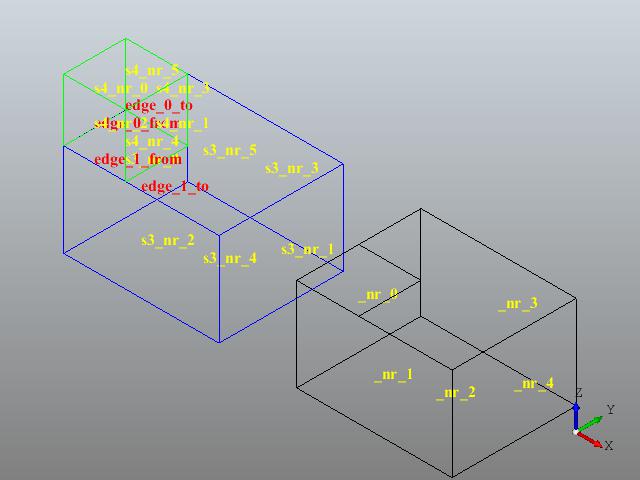 s4_nr_5
s4_nr_0
s4_nr_3
edge_0_to
edge_0_from
s4_nr_1
s4_nr_4
s3_nr_5
edge_1_from
s3_nr_3
edge_1_to
s3_nr_2
s3_nr_1
s3_nr_4
_nr_0
_nr_3
_nr_1
_nr_4
_nr_2
Z
Y
X